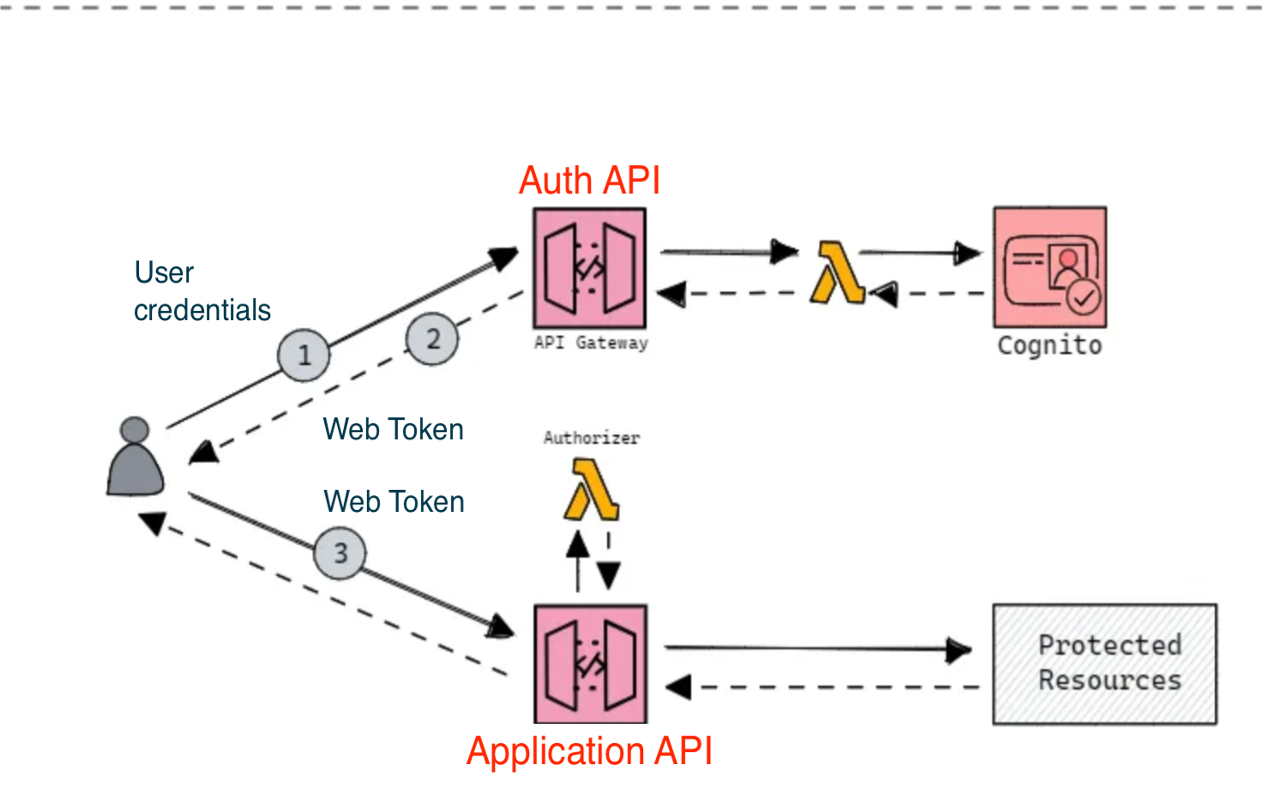 Auth API
User
credentials
1
2
API Gateway
Cognito
Web Token
Authorizer
Web Token
3
Protected
Resources
Application API